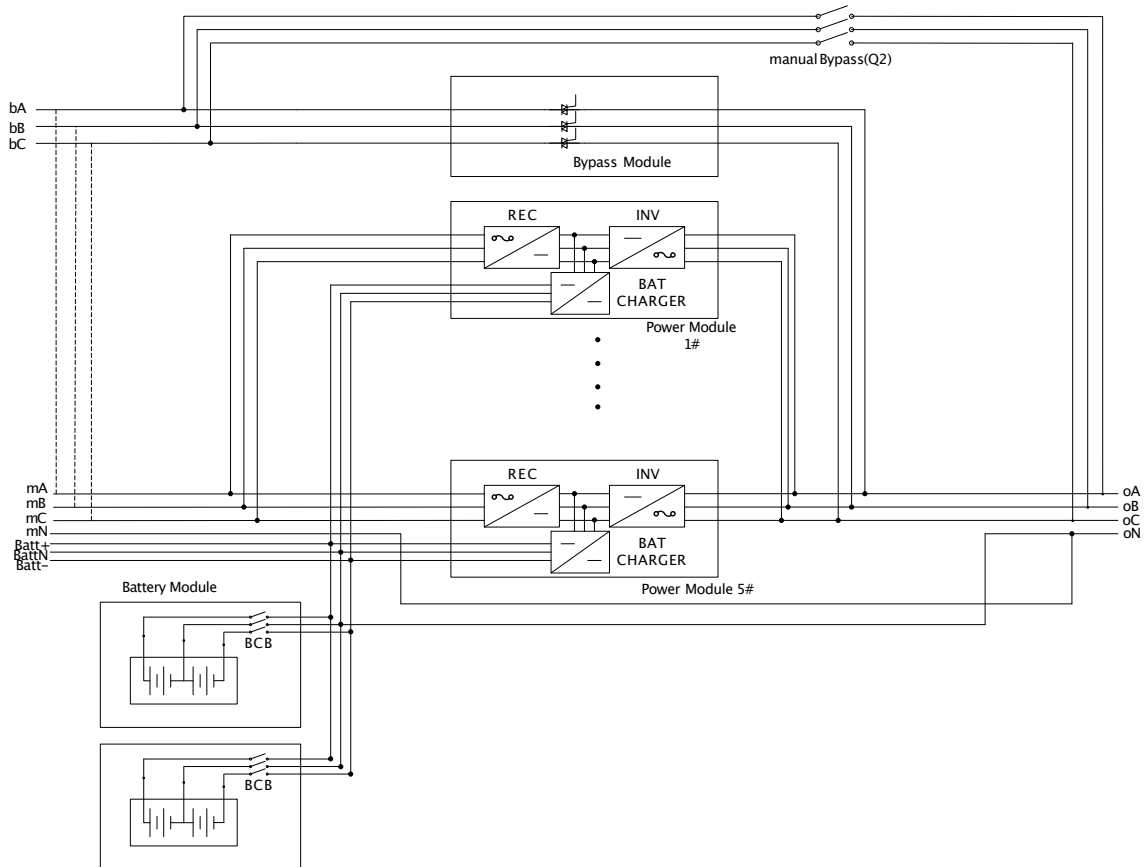 manual Bypass(Q2)
bA
bB
bC
Bypass Module
REC
INV
BAT
CHARGER
Power Module
1#
REC
INV
mA
mB
mC
mN
Batt+
BattN
Batt-
oA
oB
oC
oN
BAT
CHARGER
Power Module 5#
Battery Module
BCB
BCB